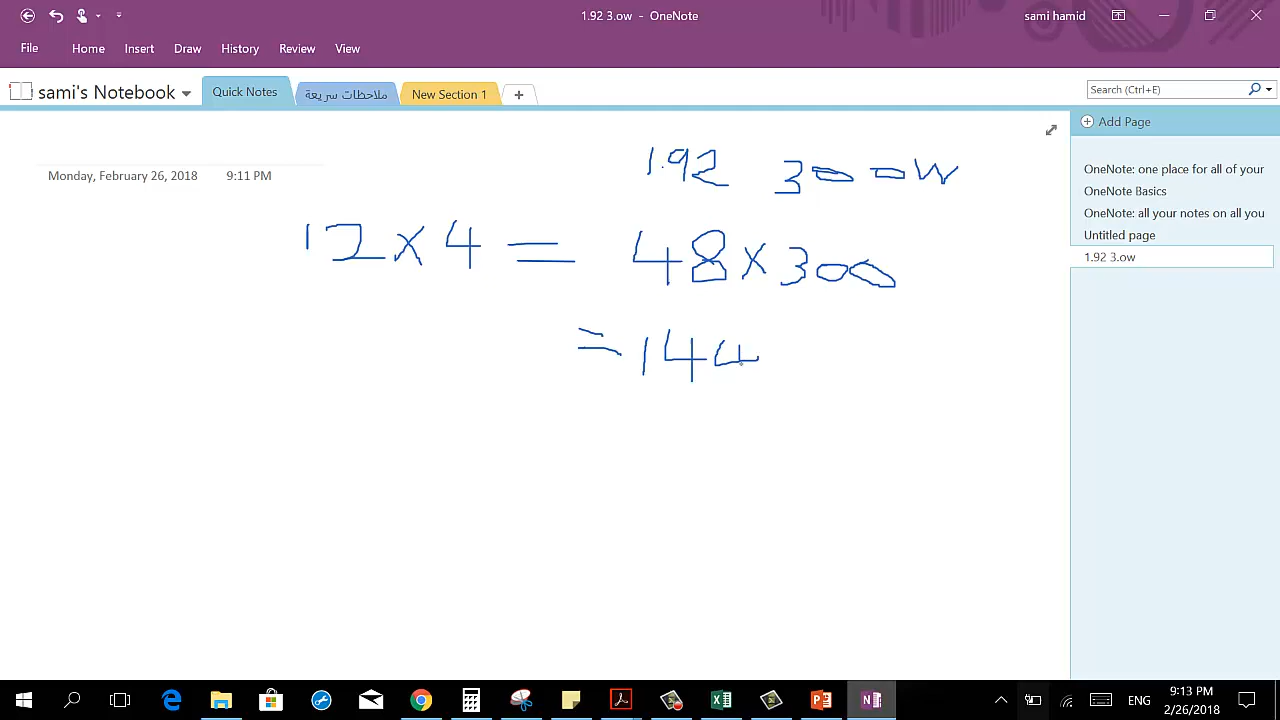 1.92 3.ow - OneNote
sami hamid
File Home Insert Draw History Review View
sami's Notebook Quick Notes ملاحظات سريعة New Section 1 +
Search (Ctrl+E)
Add Page
Monday, February 26, 2018 9:11 PM
OneNote: one place for all of your
OneNote Basics
OneNote: all your notes on all you
Untitled page
1.92 3.ow
1.92 300 0W
12 x 4 = 48 x 300
= 144
ENG
9:13 PM
2/26/2018